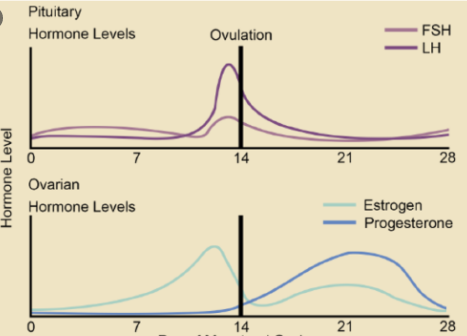 Pituitary
Hormone Levels
Ovulation
FSH
LH
0 7 14 21 28
Ovarian
Hormone Levels
Estrogen
Progesterone
0 7 14 21 28
Hormone Level